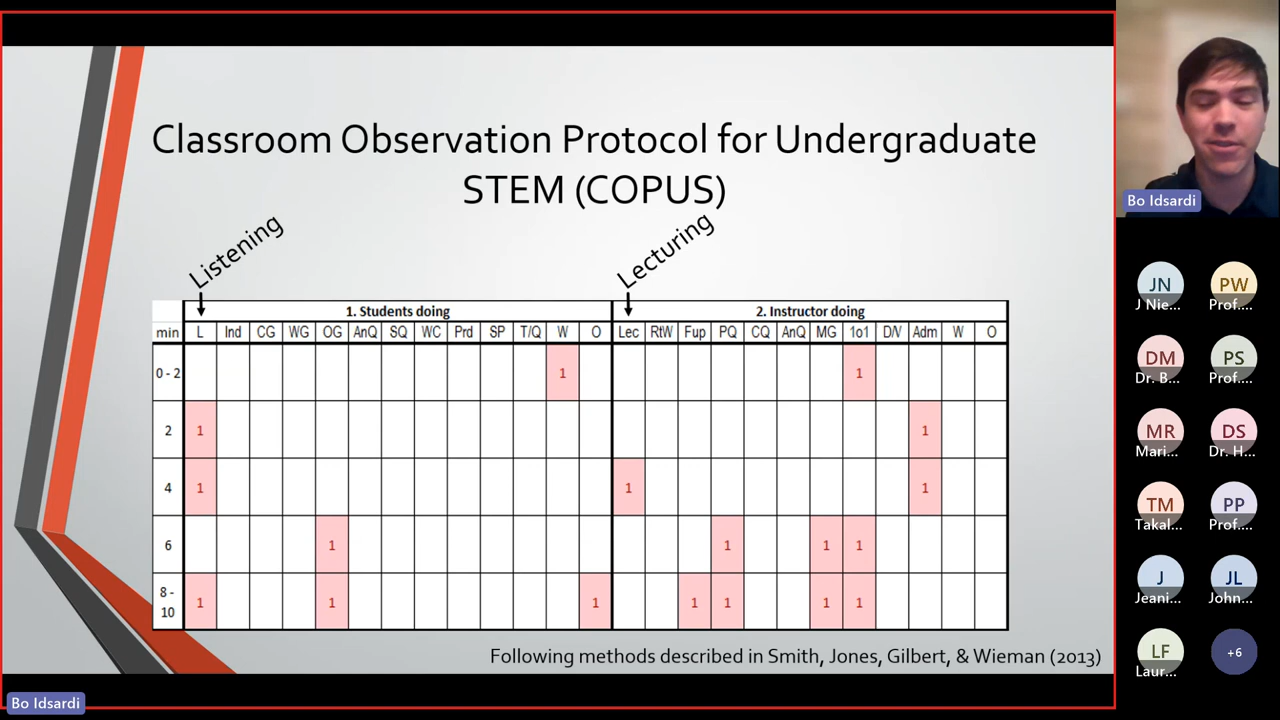 Classroom Observation Protocol for Undergraduate
STEM (COPUS)
Listening
Lecturing
1. Students doing 2. Instructor doing
min L Ind CG WG OG AnQ SQ WC Prd SP T/Q W O Lec RtW Fup PQ CQ AnQ MG 1o1 D/V Adm W O
0 - 2 1 1
2 1 1
4 1 1 1
6 1 1 1 1
8 - 10 1 1 1 1 1 1 1
Following methods described in Smith, Jones, Gilbert, & Wieman (2013)
Bo Idsardi
Bo Idsardi
JN PW
J Nie... Prof....
DM PS
Dr. B... Prof....
MR DS
Mari... Dr. H...
TM PP
Takal... Prof....
J JL
Jeani... John...
LF +6
Laur...